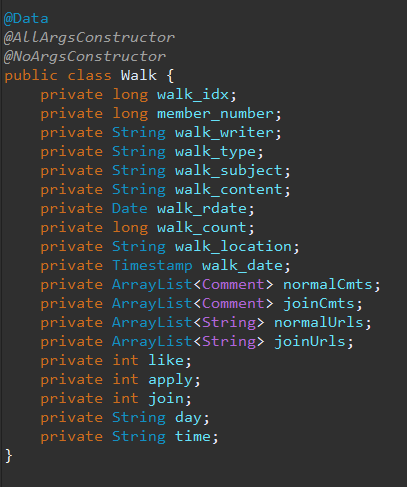 @Data
@AllArgsConstructor
@NoArgsConstructor
public class Walk {
    private long walk_idx;
    private long member_number;
    private String walk_writer;
    private String walk_type;
    private String walk_subject;
    private String walk_content;
    private Date walk_rdate;
    private long walk_count;
    private String walk_location;
    private Timestamp walk_date;
    private ArrayList<Comment> normalCmts;
    private ArrayList<Comment> joinCmts;
    private ArrayList<String> normalUrls;
    private ArrayList<String> joinUrls;
    private int like;
    private int apply;
    private int join;
    private String day;
    private String time;
}